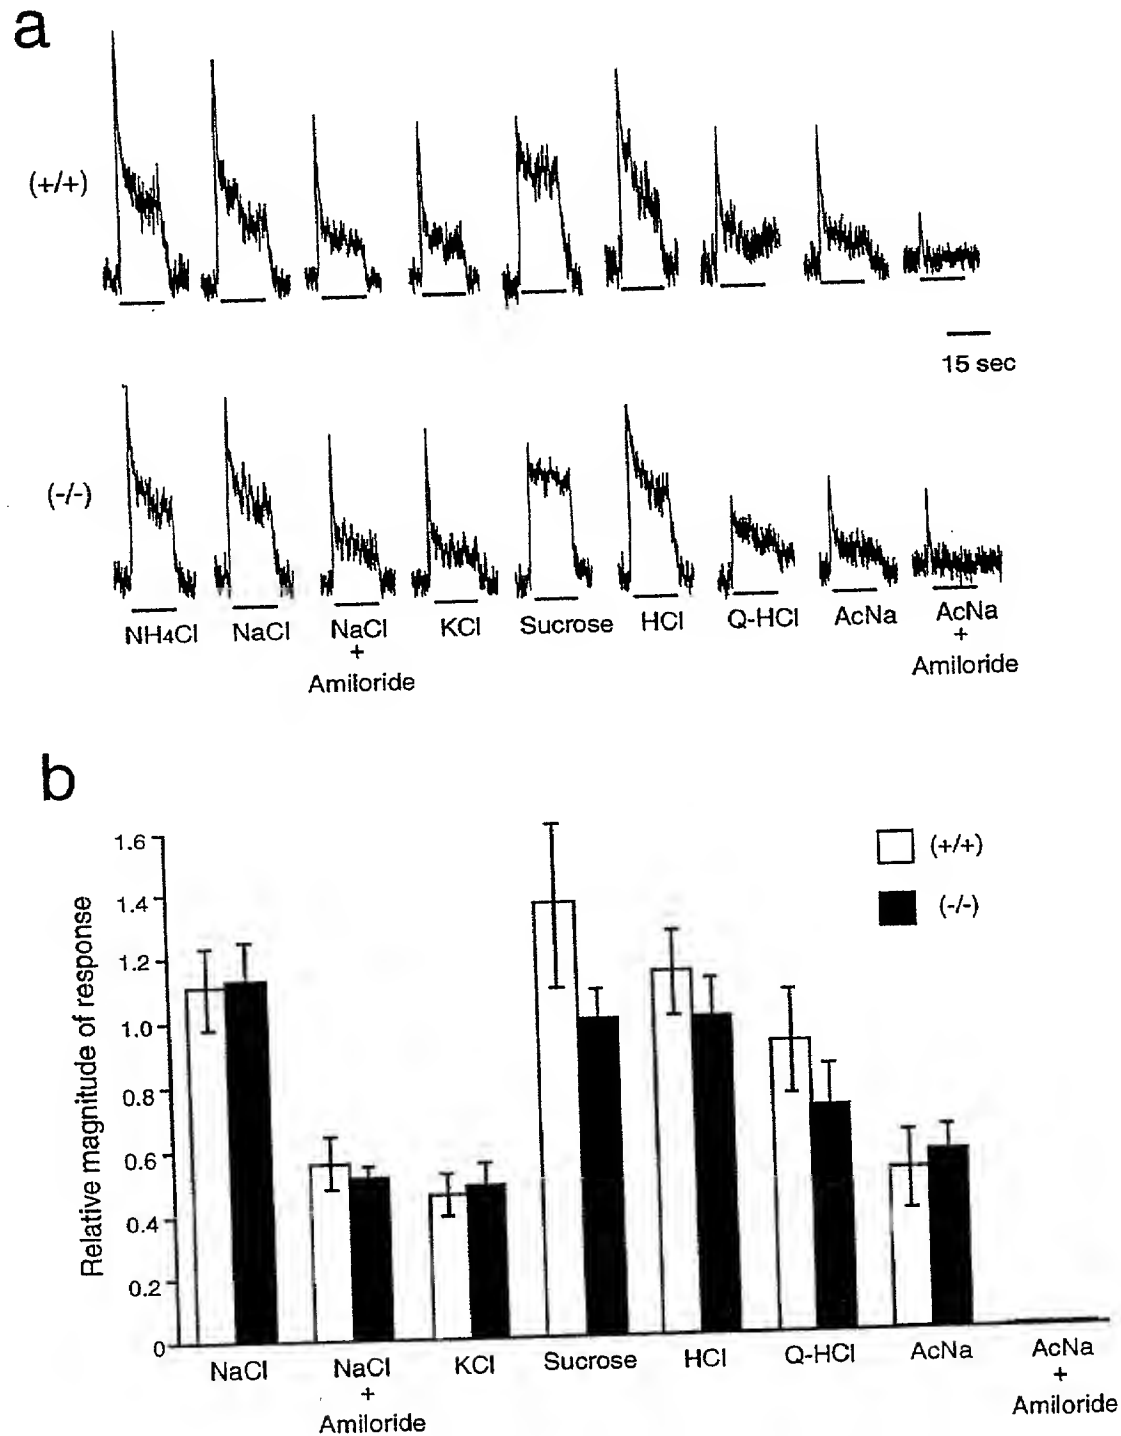 a
(+/+)
15 sec
(-/-)
NH4Cl NaCl NaCl + Amiloride KCl Sucrose HCl Q-HCl AcNa AcNa + Amiloride
b
Relative magnitude of response
1.6
1.4
1.2
1.0
0.8
0.6
0.4
0.2
0
(+/+)
(-/-)
NaCl NaCl + Amiloride KCl Sucrose HCl Q-HCl AcNa AcNa + Amiloride